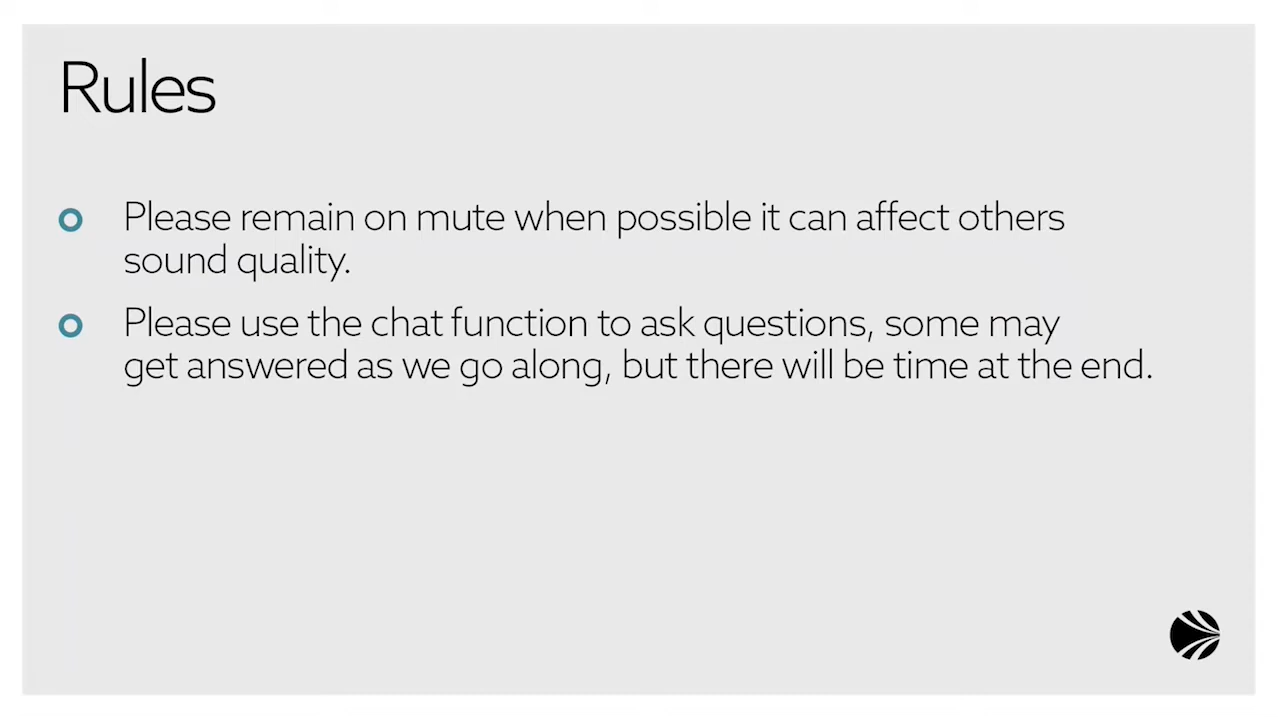 Rules
Please remain on mute when possible it can affect others
sound quality.
Please use the chat function to ask questions, some may
get answered as we go along, but there will be time at the end.